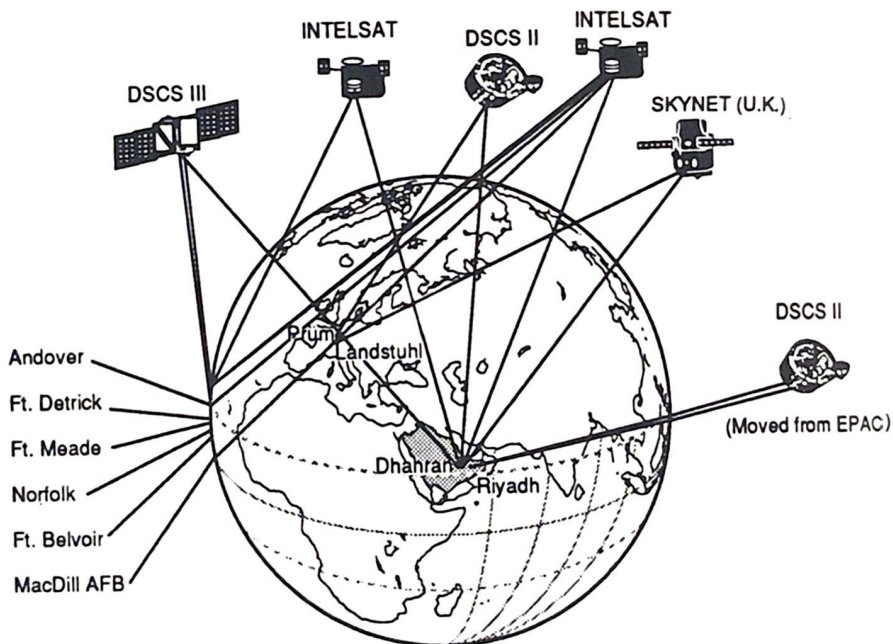 INTELSAT
DSCS II
INTELSAT
DSCS III
SKYNET (U.K.)
DSCS II
(Moved from EPAC)
Prüm
Landstuhl
Andover
Ft. Detrick
Ft. Meade
Norfolk
Ft. Belvoir
MacDill AFB
Dhahran
Riyadh